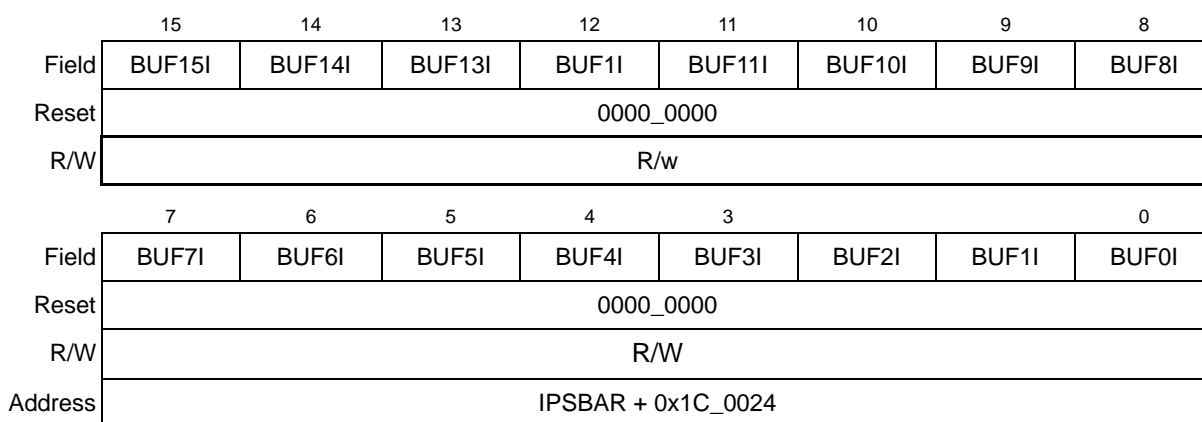 15 14 13 12 11 10 9 8
Field BUF15I BUF14I BUF13I BUF1I BUF11I BUF10I BUF9I BUF8I
Reset 0000_0000
R/W R/w
7 6 5 4 3 0
Field BUF7I BUF6I BUF5I BUF4I BUF3I BUF2I BUF1I BUF0I
Reset 0000_0000
R/W R/W
Address IPSBAR + 0x1C_0024